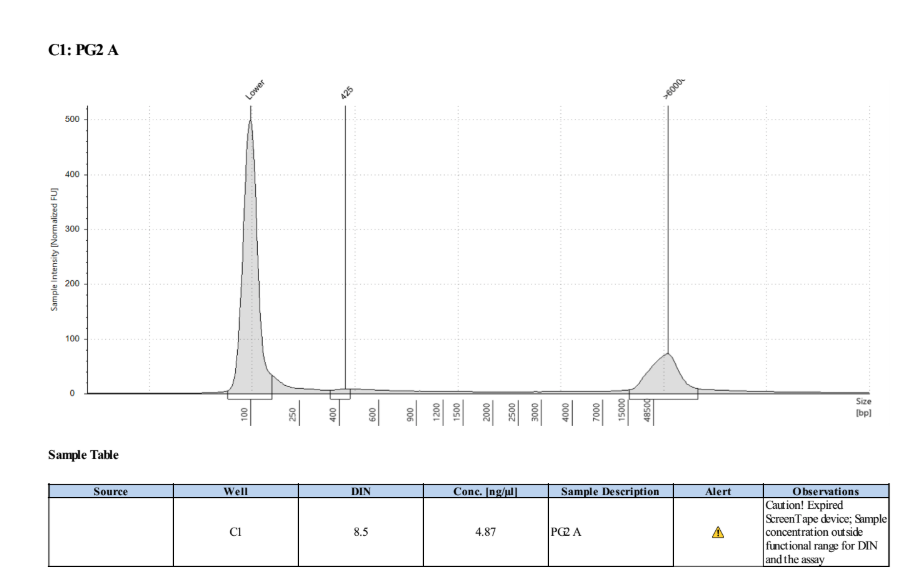 C1: PG2 A
Lower
425
>6000
500
400
300
200
100
0
Sample Intensity [Normalized FU]
100
250
400
600
900
1200
1500
2000
2500
3000
4000
7000
15000
48500
Size
[bp]
Sample Table
Source Well DIN Conc. [ng/µl] Sample Description Alert Observations
C1 8.5 4.87 PG2 A
Caution! Expired
ScreenTape device; Sample
concentration outside
functional range for DIN
and the assay